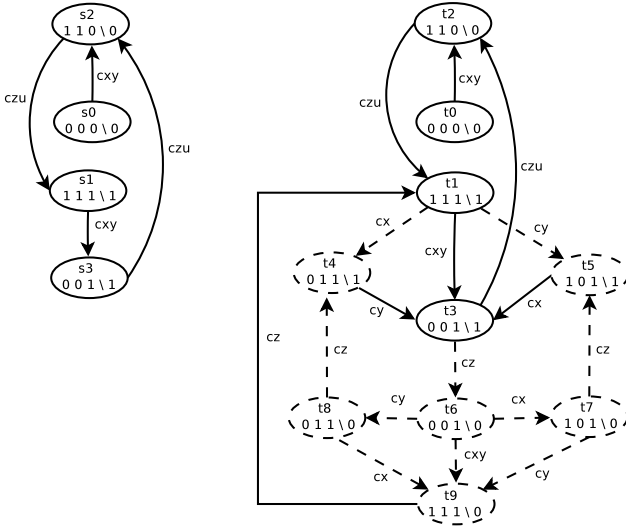 s2
1 1 0 \ 0
czu
cxy
s0
0 0 0 \ 0
czu
s1
1 1 1 \ 1
cxy
s3
0 0 1 \ 1
t2
1 1 0 \ 0
czu
cxy
t0
0 0 0 \ 0
czu
t1
1 1 1 \ 1
cx
cy
cxy
t4
0 1 1 \ 1
t5
1 0 1 \ 1
cy
cx
t3
0 0 1 \ 1
cz
cz
cz
cz
t8
0 1 1 \ 0
cy
t6
0 0 1 \ 0
cx
t7
1 0 1 \ 0
cx
cxy
cy
t9
1 1 1 \ 0